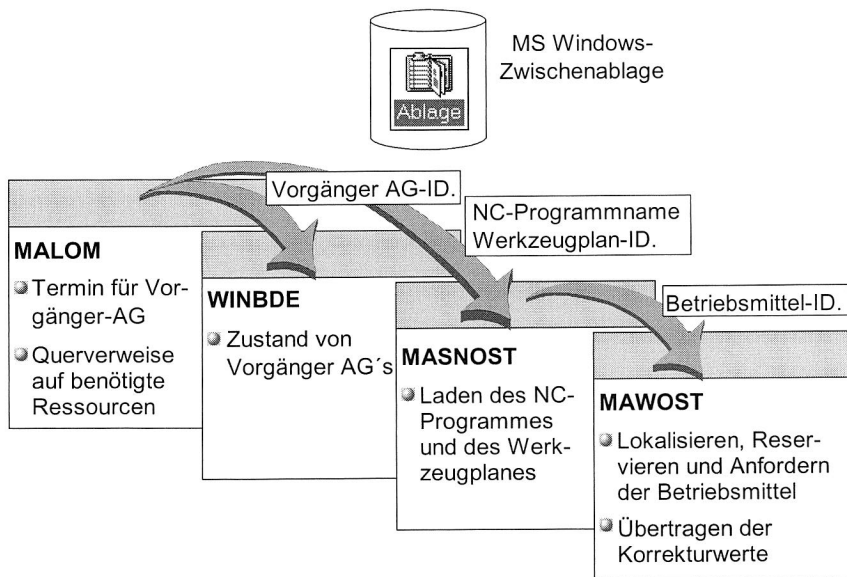 MS Windows-
Zwischenablage
Ablage
Vorgänger AG-ID.
NC-Programmname
Werkzeugplan-ID.
Betriebsmittel-ID.
MALOM
Termin für Vor-
gänger-AG
Querverweise
auf benötigte
Ressourcen
WINBDE
Zustand von
Vorgänger AG´s
MASNOST
Laden des NC-
Programmes
und des Werk-
zeugplanes
MAWOST
Lokalisieren, Reser-
vieren und Anfordern
der Betriebsmittel
Übertragen der
Korrekturwerte